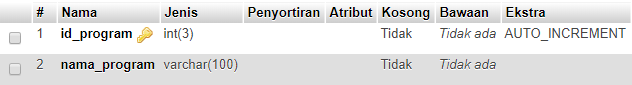 # Nama Jenis Penyortiran Atribut Kosong Bawaan Ekstra
1 id_program int(3) Tidak Tidak ada AUTO_INCREMENT
2 nama_program varchar(100) Tidak Tidak ada